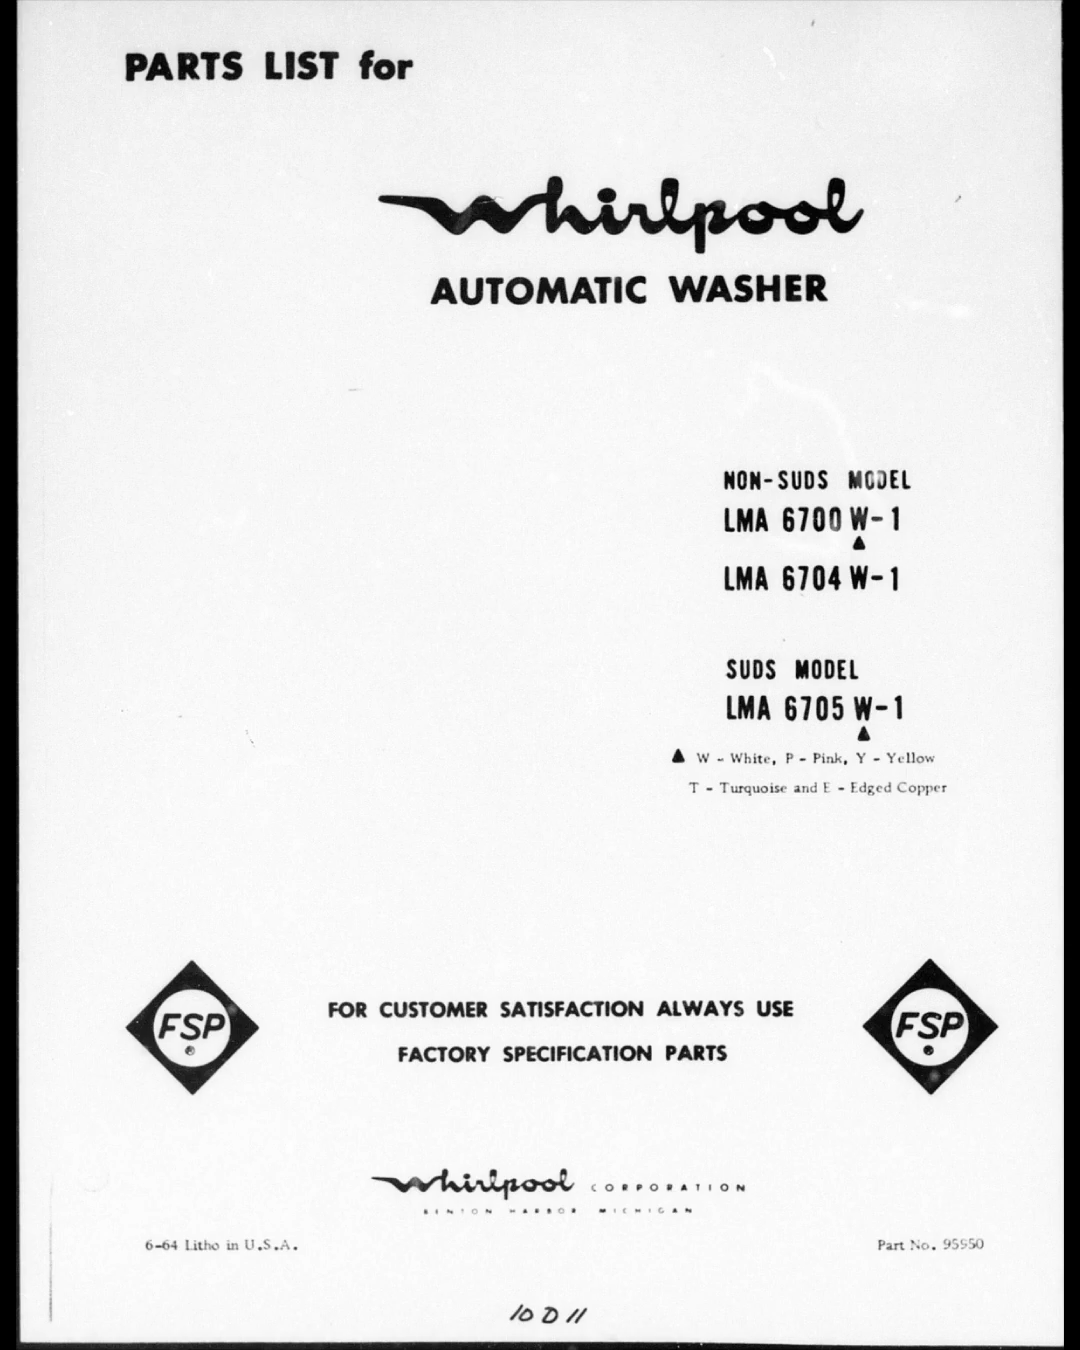 PARTS LIST for
Whirlpool
AUTOMATIC WASHER
NON-SUDS MODEL
LMA 6700 W-1
▲
LMA 6704 W-1
SUDS MODEL
LMA 6705 W-1
▲
▲ W - White, P - Pink, Y - Yellow
T - Turquoise and E - Edged Copper
FSP
®
FOR CUSTOMER SATISFACTION ALWAYS USE
FACTORY SPECIFICATION PARTS
FSP
®
Whirlpool CORPORATION
BENTON HARBOR MICHIGAN
6-64 Litho in U.S.A.
Part No. 95950
10 D 11